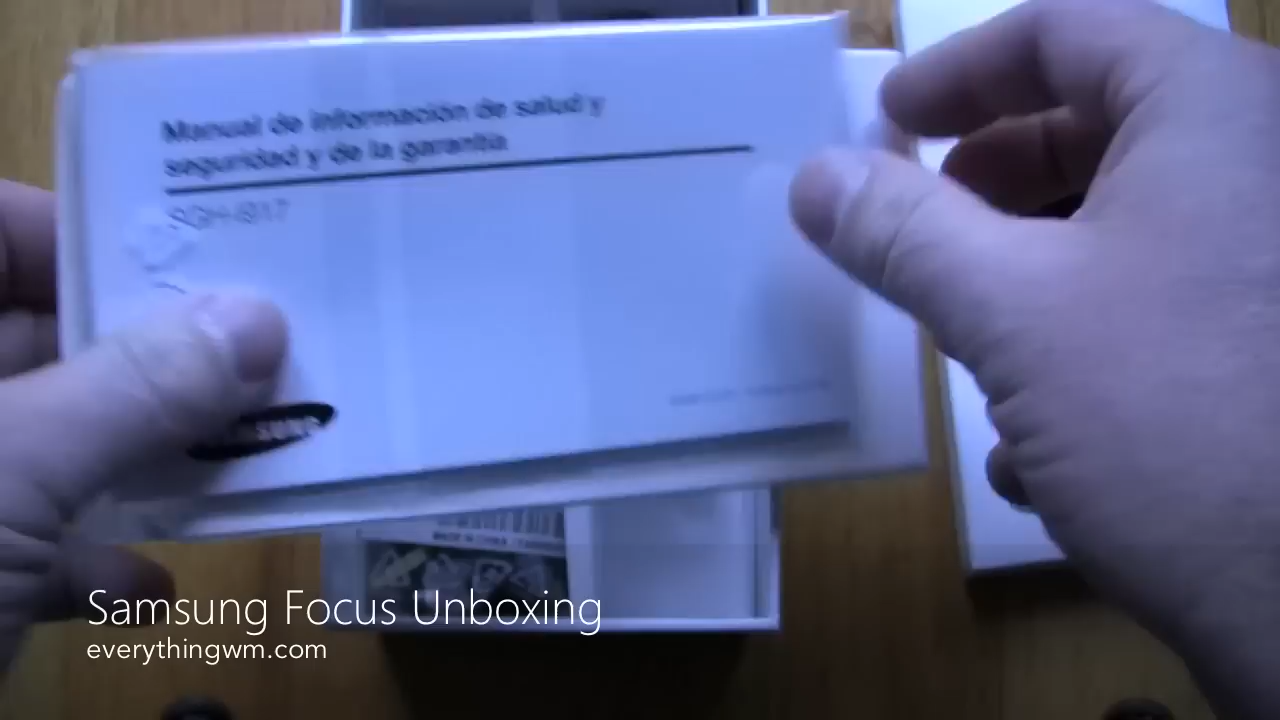 Manual de información de salud y
seguridad y de la garantía
SGH-i917
Samsung Focus Unboxing
everythingwm.com